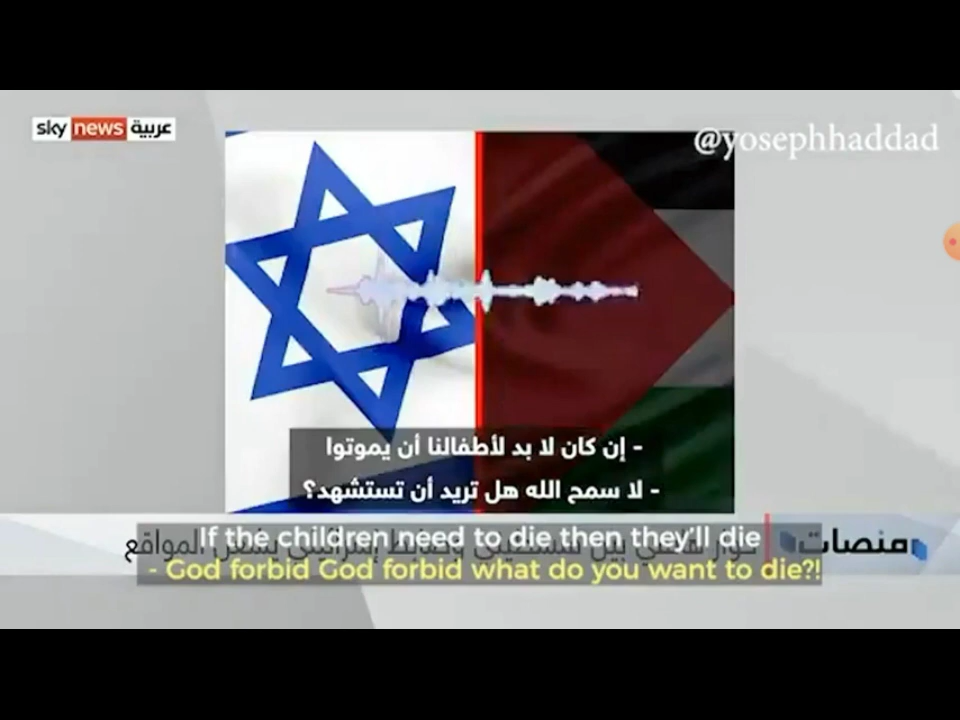 sky news عربية
@yosephhaddad
- إن كان لا بد لأطفالنا أن يموتوا
- لا سمح الله هل تريد أن تستشهد؟
منصات
If the children need to die then they'll die
- God forbid God forbid what do you want to die?!